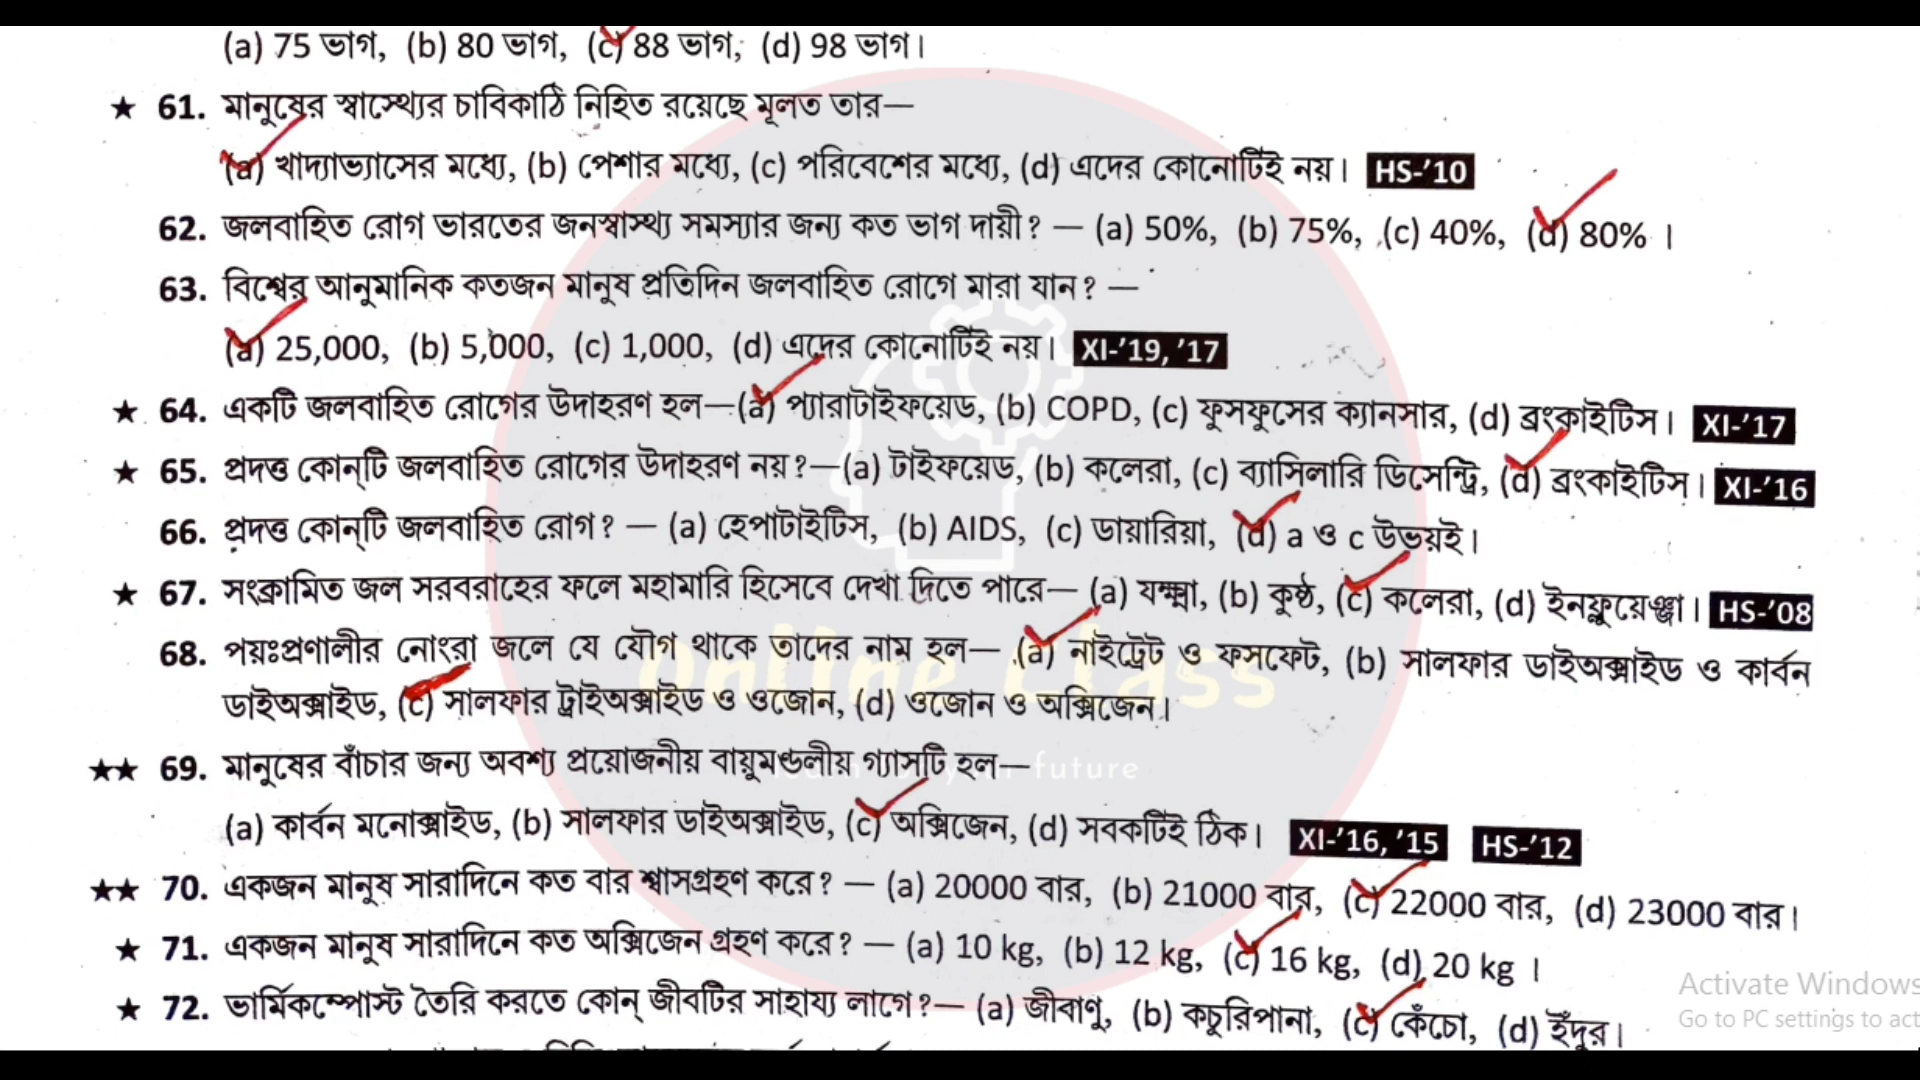 (a) 75 ভাগ, (b) 80 ভাগ, (c) 88 ভাগ, (d) 98 ভাগ।
★ 61. মানুষের স্বাস্থ্যের চাবিকাঠি নিহিত রয়েছে মূলত তার—
(a) খাদ্যাভ্যাসের মধ্যে, (b) পেশার মধ্যে, (c) পরিবেশের মধ্যে, (d) এদের কোনোটিই নয়। HS-'10
62. জলবাহিত রোগ ভারতের জনস্বাস্থ্য সমস্যার জন্য কত ভাগ দায়ী? — (a) 50%, (b) 75%, (c) 40%, (d) 80% ।
63. বিশ্বের আনুমানিক কতজন মানুষ প্রতিদিন জলবাহিত রোগে মারা যান? —
(a) 25,000, (b) 5,000, (c) 1,000, (d) এদের কোনোটিই নয়। XI-'19, '17
★ 64. একটি জলবাহিত রোগের উদাহরণ হল—(a) প্যারাটাইফয়েড, (b) COPD, (c) ফুসফুসের ক্যানসার, (d) ব্রংকাইটিস। XI-'17
★ 65. প্রদত্ত কোন্‌টি জলবাহিত রোগের উদাহরণ নয়?—(a) টাইফয়েড, (b) কলেরা, (c) ব্যাসিলারি ডিসেন্ট্রি, (d) ব্রংকাইটিস। XI-'16
66. প্রদত্ত কোন্‌টি জলবাহিত রোগ? — (a) হেপাটাইটিস, (b) AIDS, (c) ডায়ারিয়া, (d) a ও c উভয়ই।
★ 67. সংক্রামিত জল সরবরাহের ফলে মহামারি হিসেবে দেখা দিতে পারে— (a) যক্ষ্মা, (b) কুষ্ঠ, (c) কলেরা, (d) ইনফ্লুয়েঞ্জা। HS-'08
68. পয়ঃপ্রণালীর নোংরা জলে যে যৌগ থাকে তাদের নাম হল— (a) নাইট্রেট ও ফসফেট, (b) সালফার ডাইঅক্সাইড ও কার্বন
ডাইঅক্সাইড, (c) সালফার ট্রাইঅক্সাইড ও ওজোন, (d) ওজোন ও অক্সিজেন।
Online Class
★★ 69. মানুষের বাঁচার জন্য অবশ্য প্রয়োজনীয় বায়ুমণ্ডলীয় গ্যাসটি হল—
future
(a) কার্বন মনোক্সাইড, (b) সালফার ডাইঅক্সাইড, (c) অক্সিজেন, (d) সবকটিই ঠিক। XI-'16, '15 HS-'12
★★ 70. একজন মানুষ সারাদিনে কত বার শ্বাসগ্রহণ করে? — (a) 20000 বার, (b) 21000 বার, (c) 22000 বার, (d) 23000 বার।
★ 71. একজন মানুষ সারাদিনে কত অক্সিজেন গ্রহণ করে? — (a) 10 kg, (b) 12 kg, (c) 16 kg, (d) 20 kg ।
★ 72. ভার্মিকম্পোস্ট তৈরি করতে কোন্ জীবটির সাহায্য লাগে?— (a) জীবাণু, (b) কচুরিপানা, (c) কেঁচো, (d) ইঁদুর।
Activate Windows
Go to PC settings to act